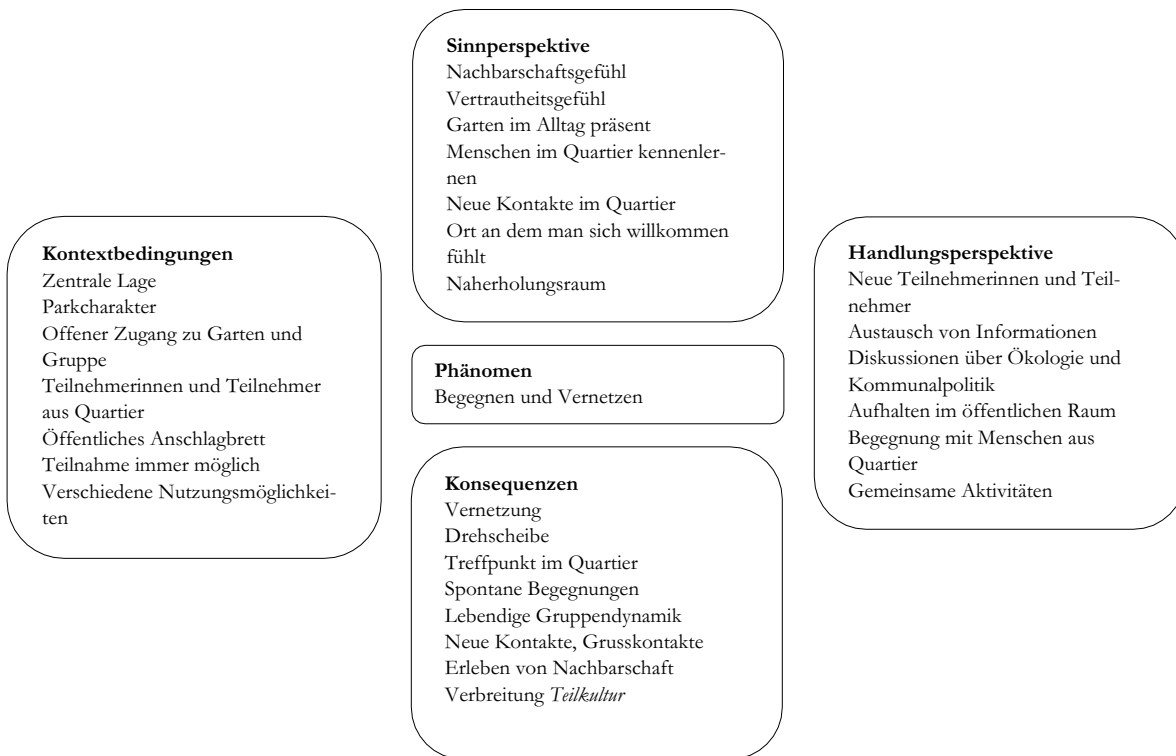 Sinnperspektive
Nachbarschaftsgefühl
Vertrautheitsgefühl
Garten im Alltag präsent
Menschen im Quartier kennenler-
nen
Neue Kontakte im Quartier
Ort an dem man sich willkommen
fühlt
Naherholungsraum
Kontextbedingungen
Zentrale Lage
Parkcharakter
Offener Zugang zu Garten und
Gruppe
Teilnehmerinnen und Teilnehmer
aus Quartier
Öffentliches Anschlagbrett
Teilnahme immer möglich
Verschiedene Nutzungsmöglichkei-
ten
Phänomen
Begegnen und Vernetzen
Handlungsperspektive
Neue Teilnehmerinnen und Teil-
nehmer
Austausch von Informationen
Diskussionen über Ökologie und
Kommunalpolitik
Aufhalten im öffentlichen Raum
Begegnung mit Menschen aus
Quartier
Gemeinsame Aktivitäten
Konsequenzen
Vernetzung
Drehscheibe
Treffpunkt im Quartier
Spontane Begegnungen
Lebendige Gruppendynamik
Neue Kontakte, Grusskontakte
Erleben von Nachbarschaft
Verbreitung Teilkultur